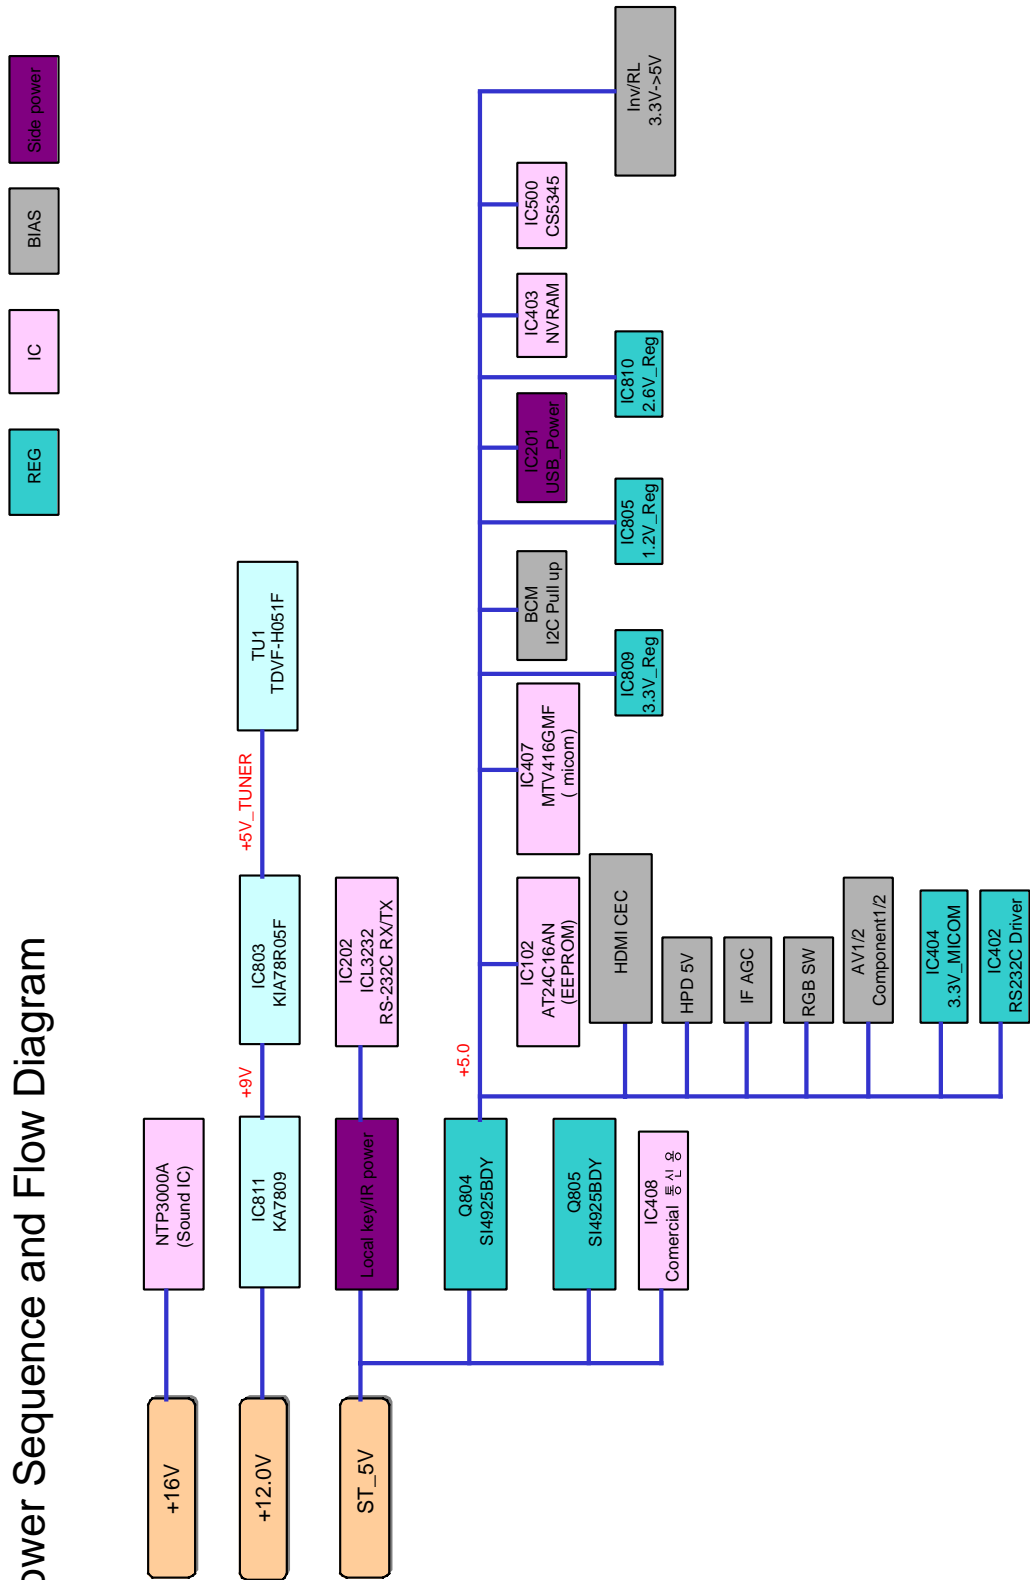 ower Sequence and Flow Diagram
REG
IC
BIAS
Side power
+16V
NTP3000A
(Sound IC)
+12.0V
IC811
KA7809
+9V
IC803
KIA78R05F
+5V_TUNER
TU1
TDVF-H051F
ST_5V
Local key/IR power
IC202
ICL3232
RS-232C RX/TX
Q804
SI4925BDY
+5.0
Q805
SI4925BDY
IC408
Comercial 통신용
IC102
AT24C16AN
(EEPROM)
IC407
MTV416GMF
( micom)
BCM
I2C Pull up
IC201
USB_Power
IC403
NVRAM
IC500
CS5345
IC809
3.3V_Reg
IC805
1.2V_Reg
IC810
2.6V_Reg
Inv/RL
3.3V->5V
HDMI CEC
HPD 5V
IF AGC
RGB SW
AV1/2
Component1/2
IC404
3.3V_MICOM
IC402
RS232C Driver